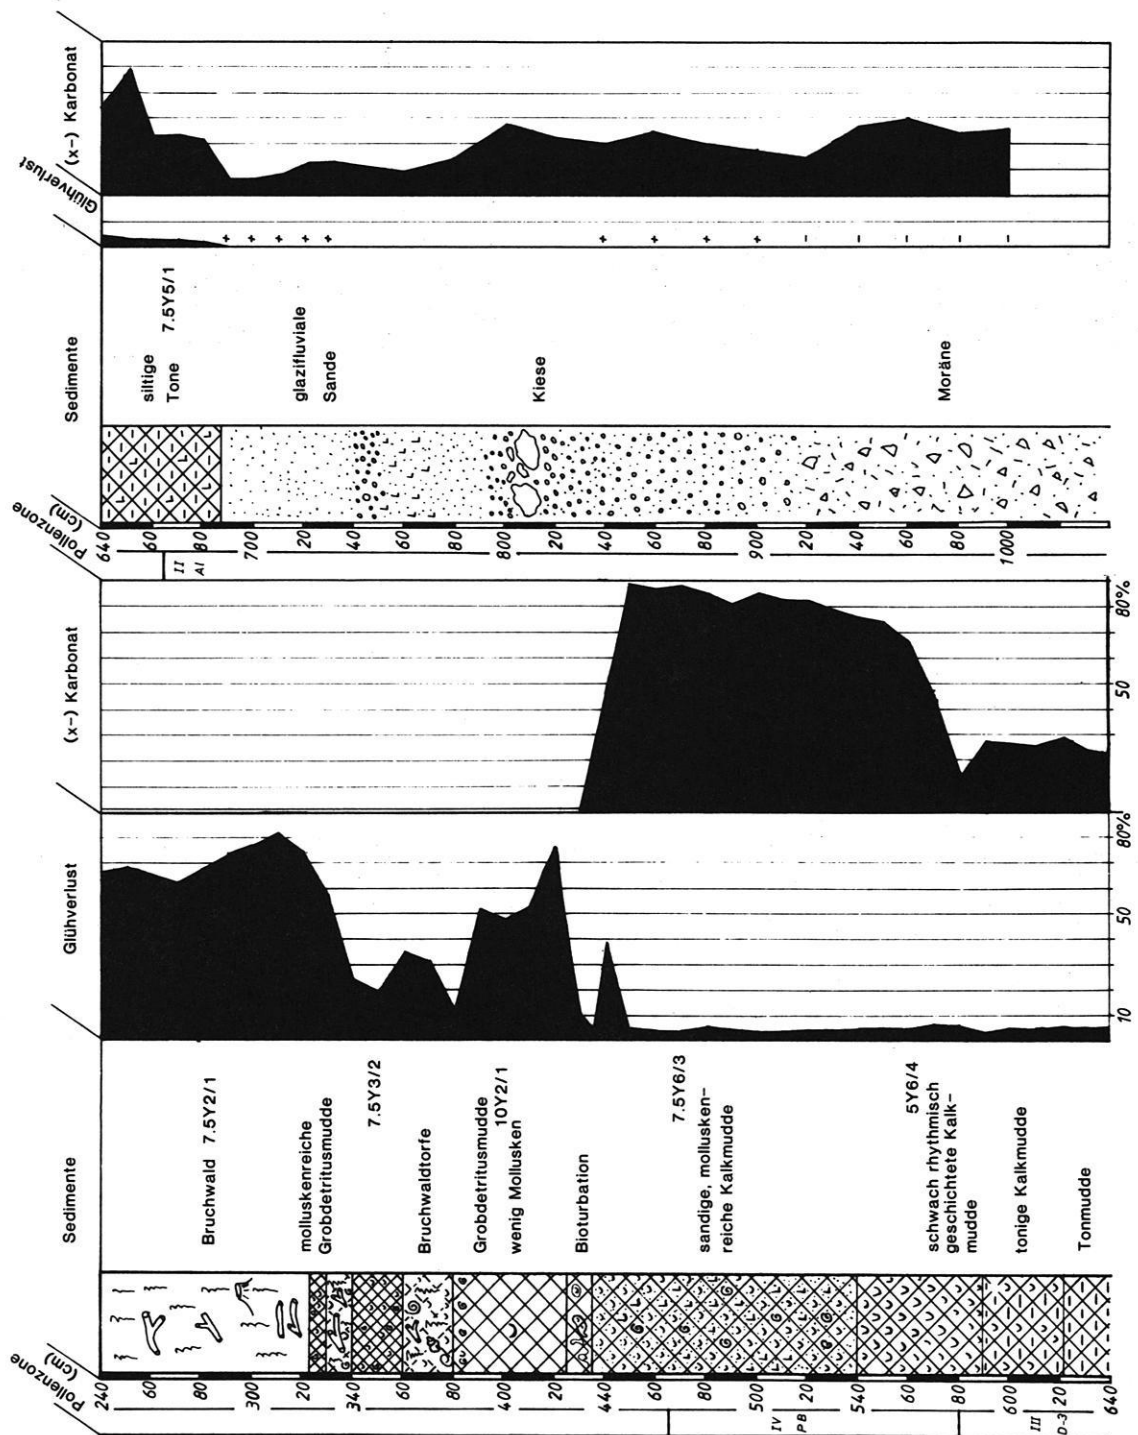 Pollenzone
(cm)
Sedimente
Glühverlust
(x-) Karbonat
240
60
80
300
20
340
60
80
400
20
440
60
80
500
20
540
60
80
600
20
640
IV
PB
III
D-3
Bruchwald 7.5Y2/1
molluskenreiche
Grobdetritusmudde
7.5Y3/2
Bruchwaldtorfe
Grobdetritusmudde
10Y2/1
wenig Mollusken
Bioturbation
7.5Y6/3
sandige, mollusken-
reiche Kalkmudde
5Y6/4
schwach rhythmisch
geschichtete Kalk-
mudde
tonige Kalkmudde
Tonmudde
10 50 80%
50 80%
Pollenzone
(cm)
Sedimente
Glühverlust
(x-) Karbonat
640
60
80
700
20
40
60
80
800
20
40
60
80
900
20
40
60
80
1000
II
Al
siltige
Tone 7.5Y5/1
glazifluviale
Sande
Kiese
Moräne
+
+
+
+
+
+
+
+
+
-
-
-
-
-